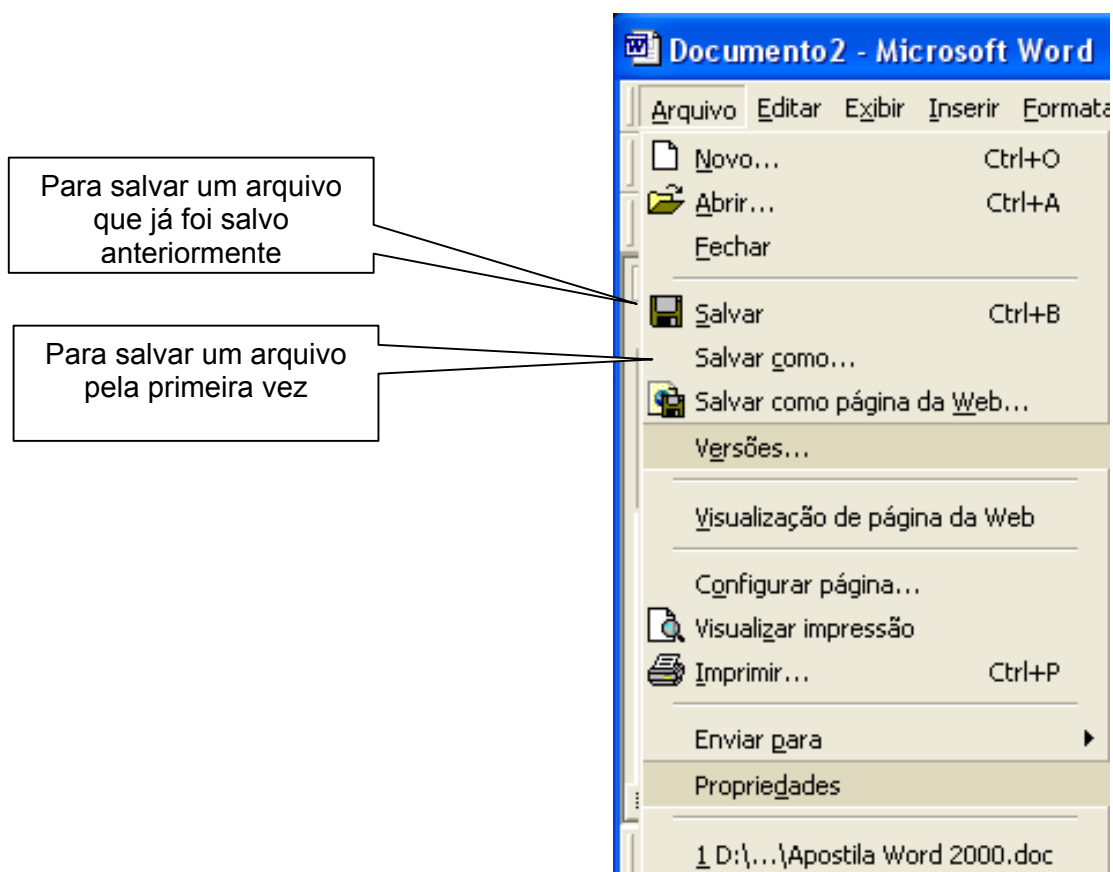 Documento2 - Microsoft Word
Arquivo Editar Exibir Inserir Formata
Novo... Ctrl+O
Abrir... Ctrl+A
Fechar
Para salvar um arquivo
que já foi salvo
anteriormente
Salvar Ctrl+B
Para salvar um arquivo
pela primeira vez
Salvar como...
Salvar como página da Web...
Versões...
Visualização de página da Web
Configurar página...
Visualizar impressão
Imprimir... Ctrl+P
Enviar para
Propriedades
1 D:\...\Apostila Word 2000.doc